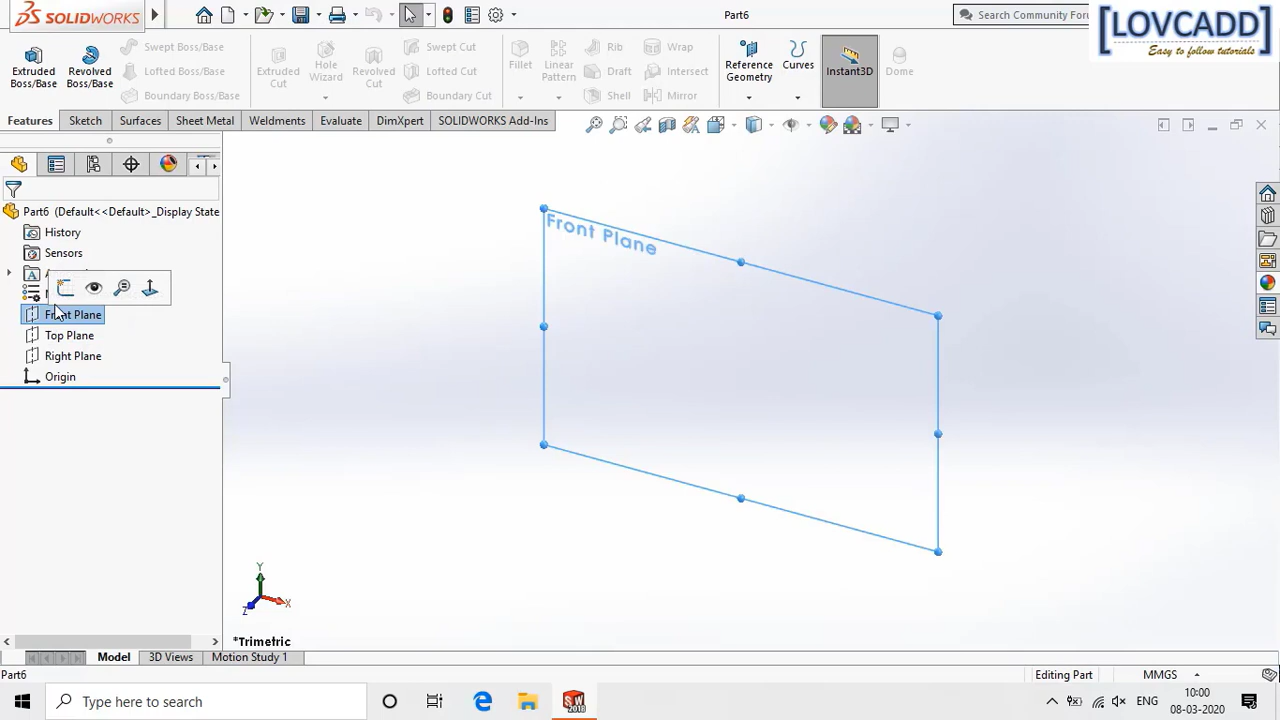 SOLIDWORKS
Part6
Search Community Foru
[LOVCADD]
Easy to follow tutorials
Extruded Boss/Base
Revolved Boss/Base
Swept Boss/Base
Lofted Boss/Base
Boundary Boss/Base
Extruded Cut
Hole Wizard
Revolved Cut
Swept Cut
Lofted Cut
Boundary Cut
Fillet
Linear Pattern
Rib
Draft
Shell
Wrap
Intersect
Mirror
Reference Geometry
Curves
Instant3D
Dome
Features
Sketch
Surfaces
Sheet Metal
Weldments
Evaluate
DimXpert
SOLIDWORKS Add-Ins
Part6 (Default<<Default>_Display State
History
Sensors
A
Front Plane
Top Plane
Right Plane
Origin
Front Plane
Y
X
Z
*Trimetric
Model
3D Views
Motion Study 1
Part6
Editing Part
MMGS
Type here to search
SW
2018
ENG
10:00
08-03-2020